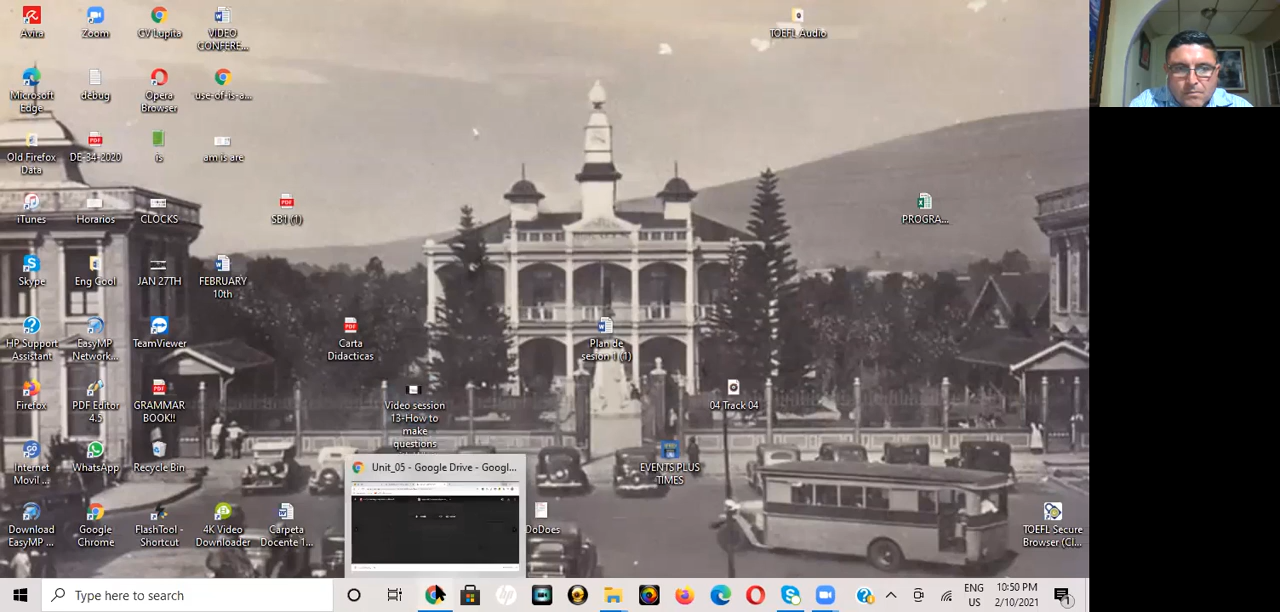 Avira
Zoom
CV Lupita
VIDEO
CONFERE...
TOEFL Audio
Microsoft
Edge
debug
Opera
Browser
use-of-is-a...
Old Firefox
Data
DE-34-2020
is
am is are
iTunes
Horarios
CLOCKS
SB1 (1)
PROGRA...
Skype
Eng Cool
JAN 27TH
FEBRUARY
10th
HP Support
Assistant
EasyMP
Network...
TeamViewer
Carta
Didacticas
Plan de
sesion 1 (1)
Firefox
PDF Editor
4.5
GRAMMAR
BOOK!!
Video session
13-How to
make
questions
04 Track 04
Internet
Movil ...
WhatsApp
Recycle Bin
Unit_05 - Google Drive - Googl...
EVENTS PLUS
TIMES
Download
EasyMP ...
Google
Chrome
FlashTool -
Shortcut
4K Video
Downloader
Carpeta
Docente 1...
DoDoes
TOEFL Secure
Browser (Cl...
Type here to search
ENG
US
10:50 PM
2/10/2021
1